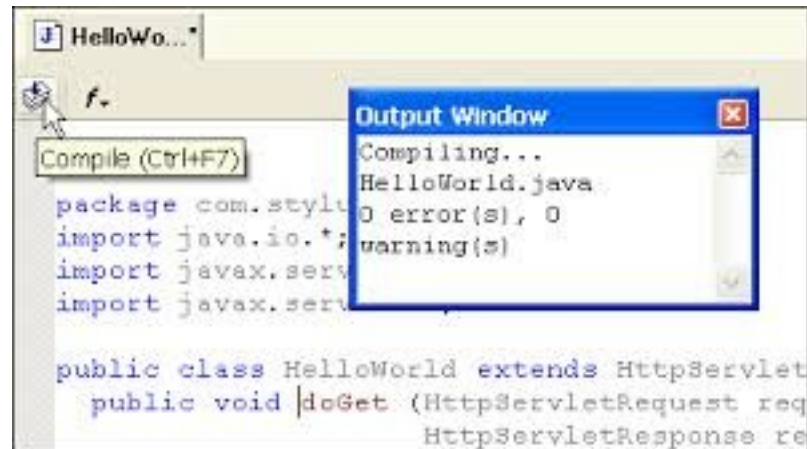 HelloWo...*
f
Compile (Ctrl+F7)
Output Window
Compiling...
HelloWorld.java
0 error(s), 0
warning(s)
package com.stylu
import java.io.*;
import javax.serv
import javax.serv
public class HelloWorld extends HttpServlet
public void doGet (HttpServletRequest req
HttpServletResponse re